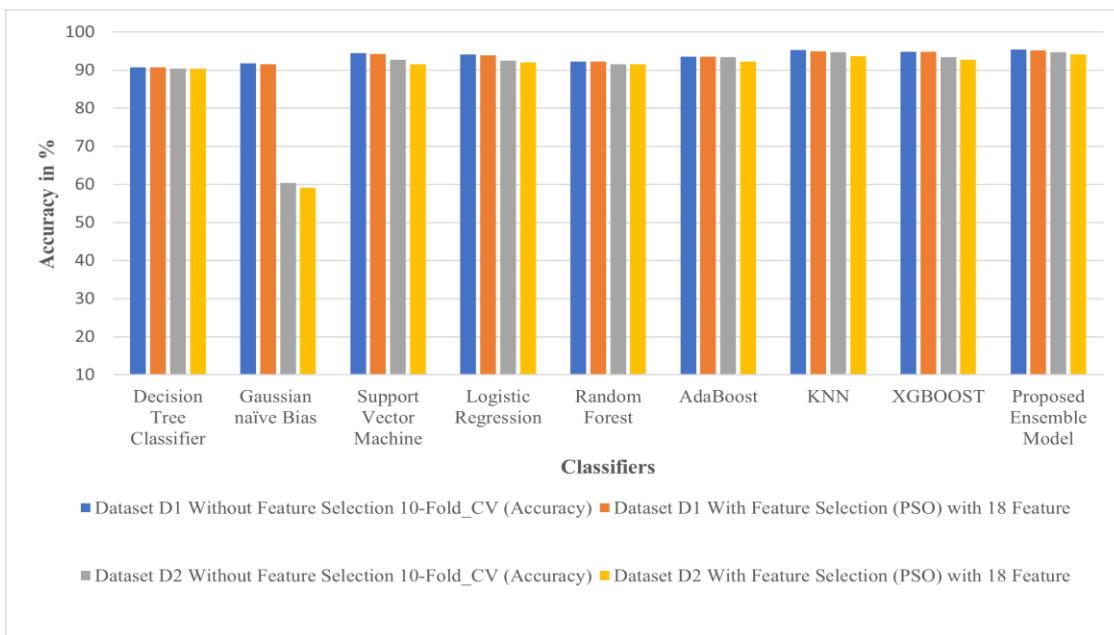 100
90
80
70
60
50
40
30
20
10
Accuracy in %
Decision
Tree
Classifier
Gaussian
naïve Bias
Support
Vector
Machine
Logistic
Regression
Random
Forest
AdaBoost
KNN
XGBOOST
Proposed
Ensemble
Model
Classifiers
Dataset D1 Without Feature Selection 10-Fold_CV (Accuracy)
Dataset D1 With Feature Selection (PSO) with 18 Feature
Dataset D2 Without Feature Selection 10-Fold_CV (Accuracy)
Dataset D2 With Feature Selection (PSO) with 18 Feature